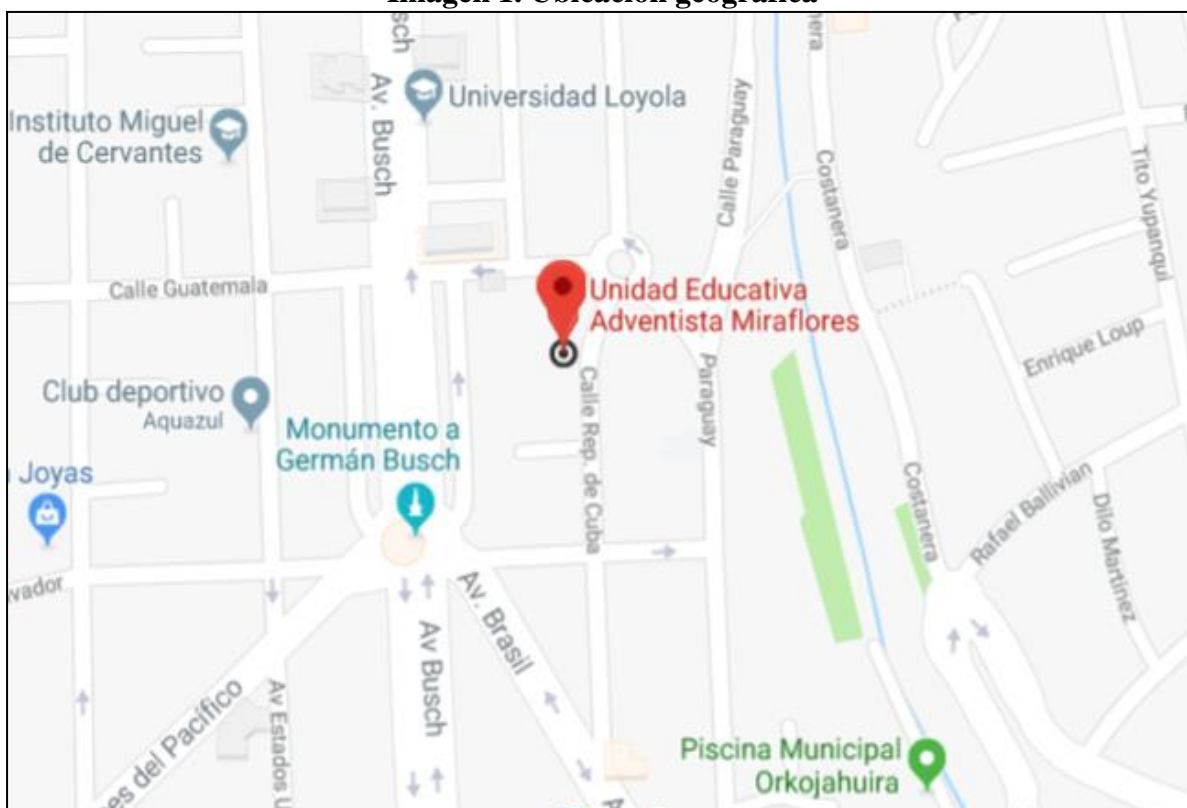 Imagen 1. Ubicación geográfica
Busch
Av. Busch
Universidad Loyola
Instituto Miguel
de Cervantes
Calle Paraguay
Costanera
Tito Yupanqui
Calle Guatemala
Unidad Educativa
Adventista Miraflores
Enrique Loup
Club deportivo
Aquazul
Monumento a
Germán Busch
Calle Rep. de Cuba
Paraguay
Joyas
Costanera
Rafael Ballivian
Dilo Martinez
vador
Av. Brasil
Av Busch
Av Estados U
es del Pacífico
Piscina Municipal
Orkojahuira